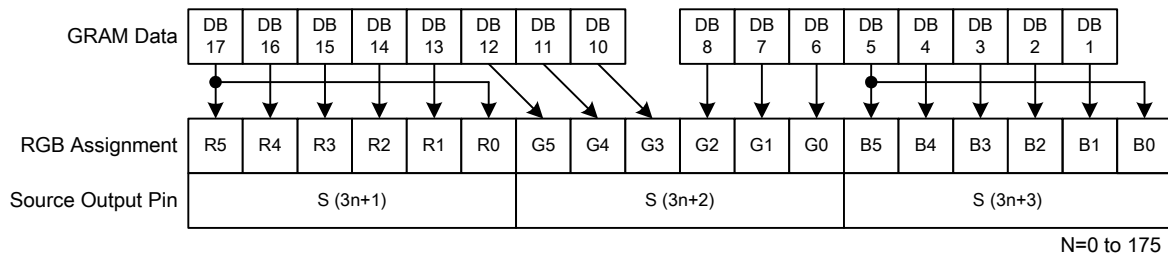 GRAM Data DB 17 DB 16 DB 15 DB 14 DB 13 DB 12 DB 11 DB 10 DB 8 DB 7 DB 6 DB 5 DB 4 DB 3 DB 2 DB 1
RGB Assignment R5 R4 R3 R2 R1 R0 G5 G4 G3 G2 G1 G0 B5 B4 B3 B2 B1 B0
Source Output Pin S (3n+1) S (3n+2) S (3n+3)
N=0 to 175